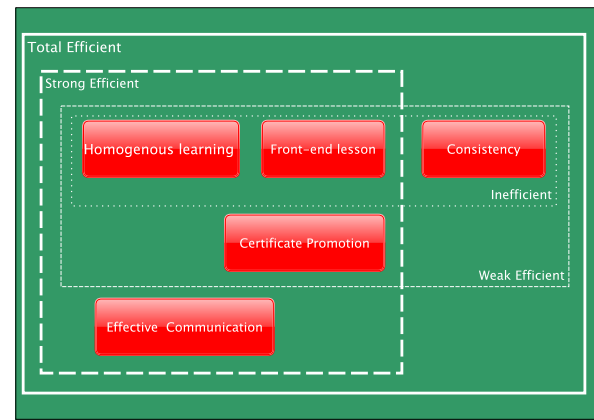 Total Efficient
Strong Efficient
Homogenous learning
Front-end lesson
Consistency
Inefficient
Certificate Promotion
Weak Efficient
Effective Communication